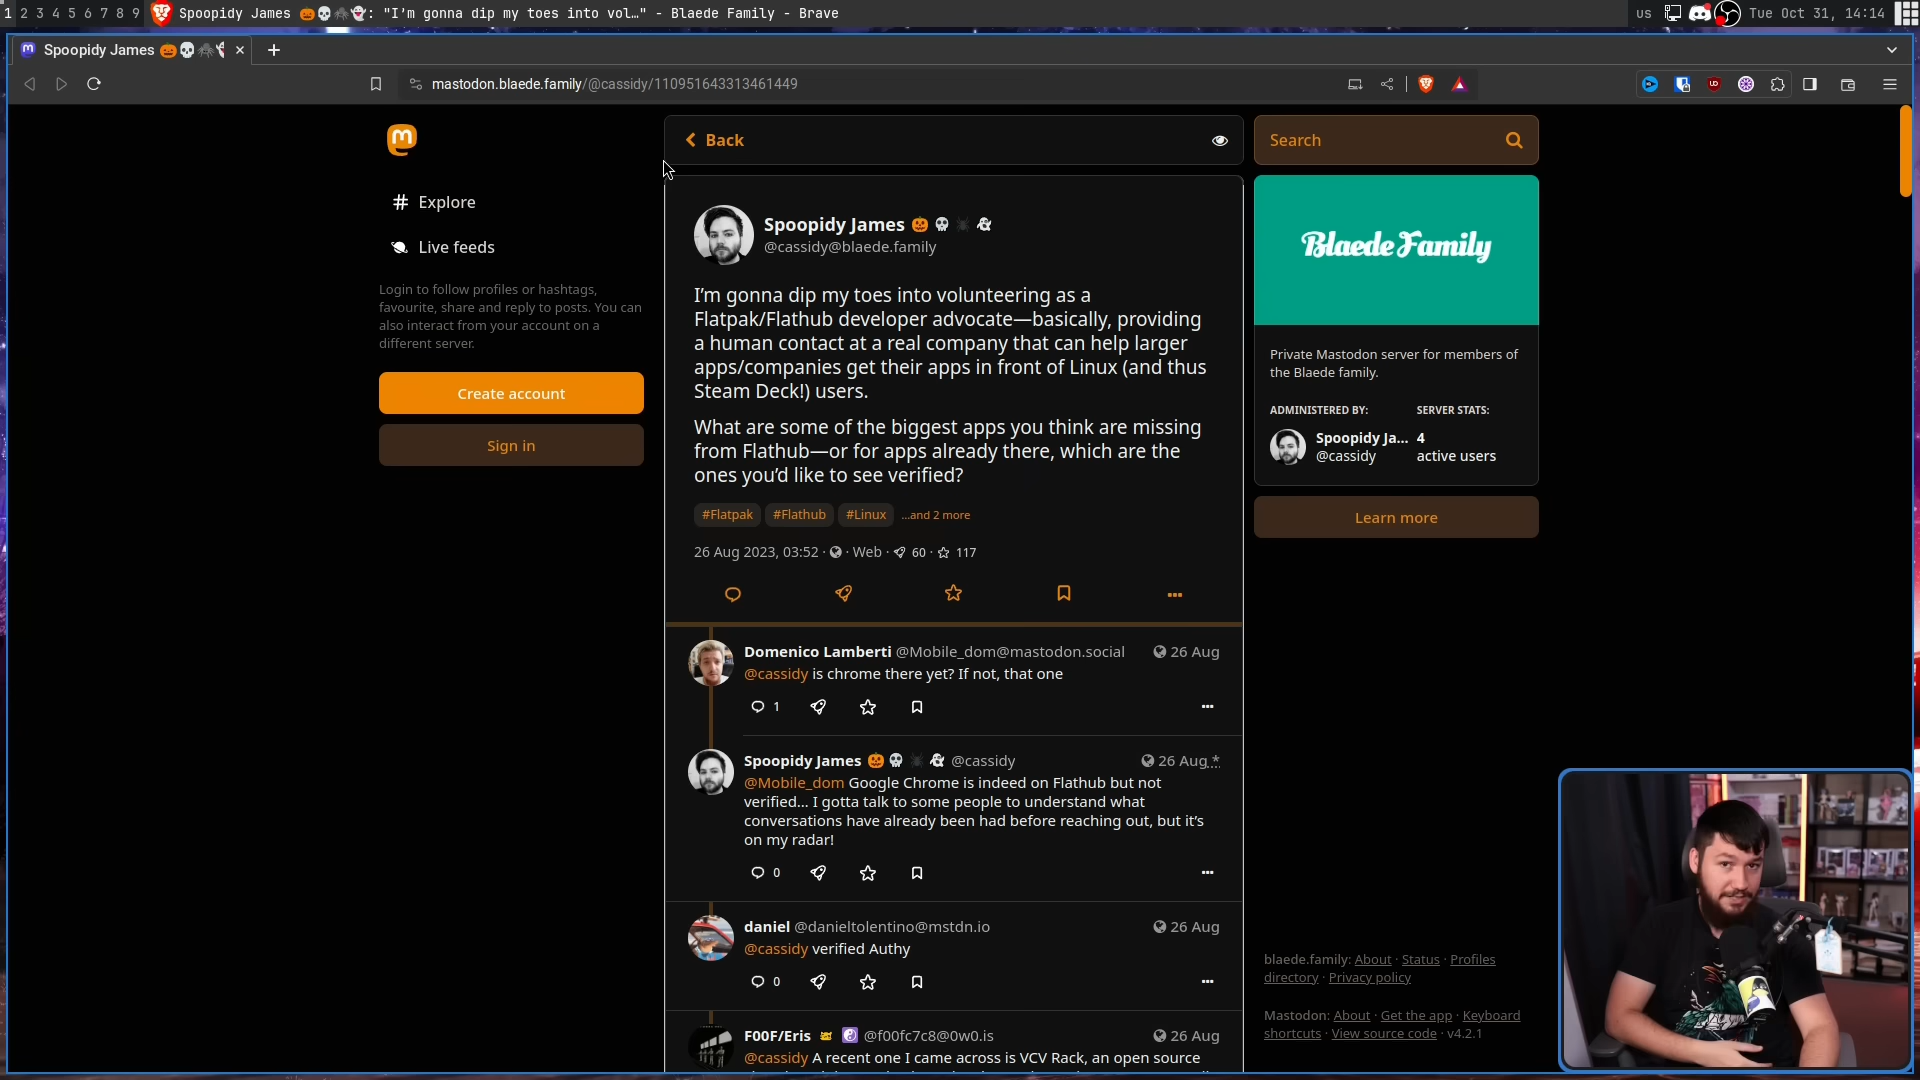 1 2 3 4 5 6 7 8 9 Spoopidy James 🎃💀🕷👻: "I’m gonna dip my toes into vol…" - Blaede Family - Brave
us Tue Oct 31, 14:14
Spoopidy James 🎃💀🕷
mastodon.blaede.family/@cassidy/110951643313461449
Explore
Live feeds
Login to follow profiles or hashtags,
favourite, share and reply to posts. You can
also interact from your account on a
different server.
Create account
Sign in
Back
Spoopidy James 🎃 💀 🕷 👻
@cassidy@blaede.family
I’m gonna dip my toes into volunteering as a
Flatpak/Flathub developer advocate—basically, providing
a human contact at a real company that can help larger
apps/companies get their apps in front of Linux (and thus
Steam Deck!) users.
What are some of the biggest apps you think are missing
from Flathub—or for apps already there, which are the
ones you’d like to see verified?
#Flatpak #Flathub #Linux ...and 2 more
26 Aug 2023, 03:52 · · Web · 60 · 117
Domenico Lamberti @Mobile_dom@mastodon.social 26 Aug
@cassidy is chrome there yet? If not, that one
1
Spoopidy James 🎃 💀 🕷 👻 @cassidy 26 Aug *
@Mobile_dom Google Chrome is indeed on Flathub but not
verified… I gotta talk to some people to understand what
conversations have already been had before reaching out, but it’s
on my radar!
0
daniel @danieltolentino@mstdn.io 26 Aug
@cassidy verified Authy
0
F00F/Eris ☯ @f00fc7c8@0w0.is 26 Aug
@cassidy A recent one I came across is VCV Rack, an open source
Search
Blaede Family
Private Mastodon server for members of
the Blaede family.
ADMINISTERED BY: SERVER STATS:
Spoopidy Ja... 4
@cassidy active users
Learn more
blaede.family: About · Status · Profiles
directory · Privacy policy
Mastodon: About · Get the app · Keyboard
shortcuts · View source code · v4.2.1